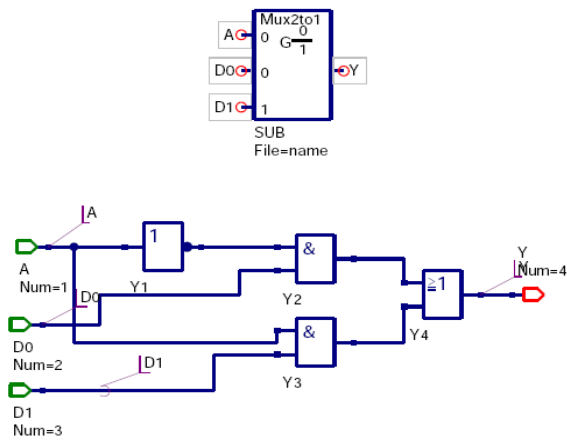 Mux2to1
A 0 G 0
1
D0 0 Y
D1 1
SUB
File=name
A
1
&
A
Num=1
Y1
D0
Y2
≥1
Y
Y
Num=4
D0
Num=2
&
Y4
D1
Y3
D1
Num=3